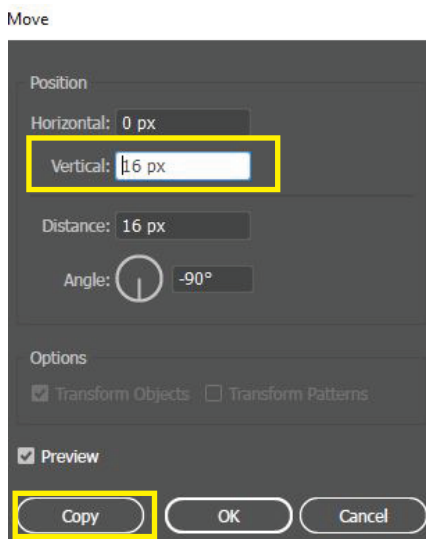 Move
Position
Horizontal: 0 px
Vertical: 16 px
Distance: 16 px
Angle: -90°
Options
Transform Objects Transform Patterns
Preview
Copy OK Cancel